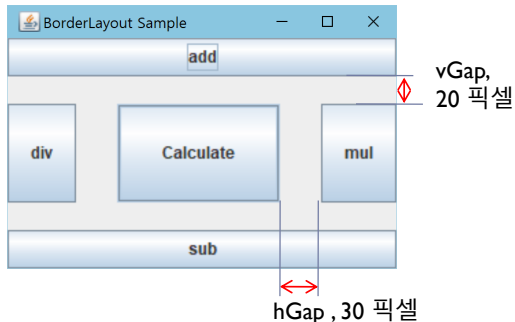 BorderLayout Sample
add
vGap,
20 픽셀
div
Calculate
mul
sub
hGap , 30 픽셀